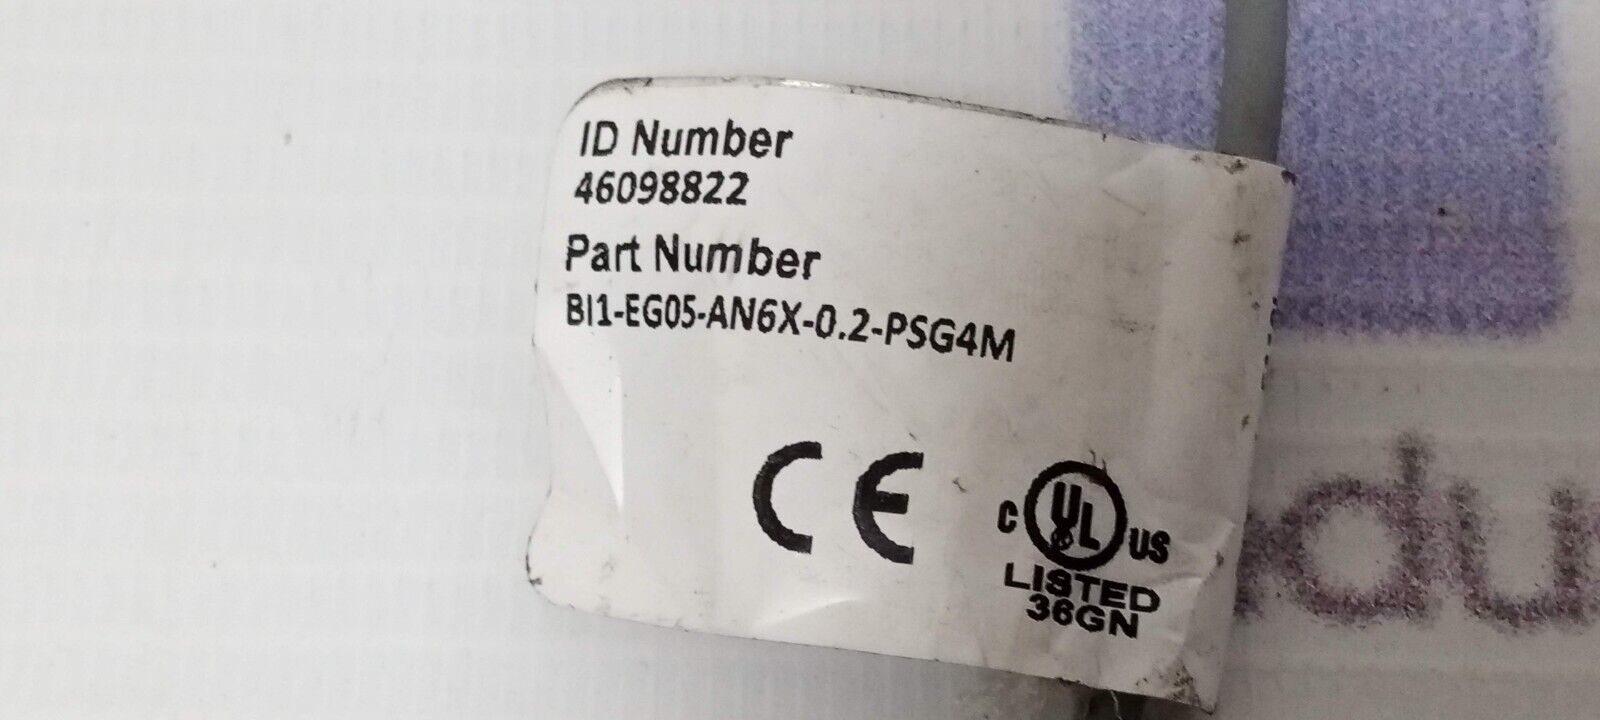 ID Number
46098822
Part Number
BI1-EG05-AN6X-0.2-PSG4M
CE
C UL US
LISTED
36GN